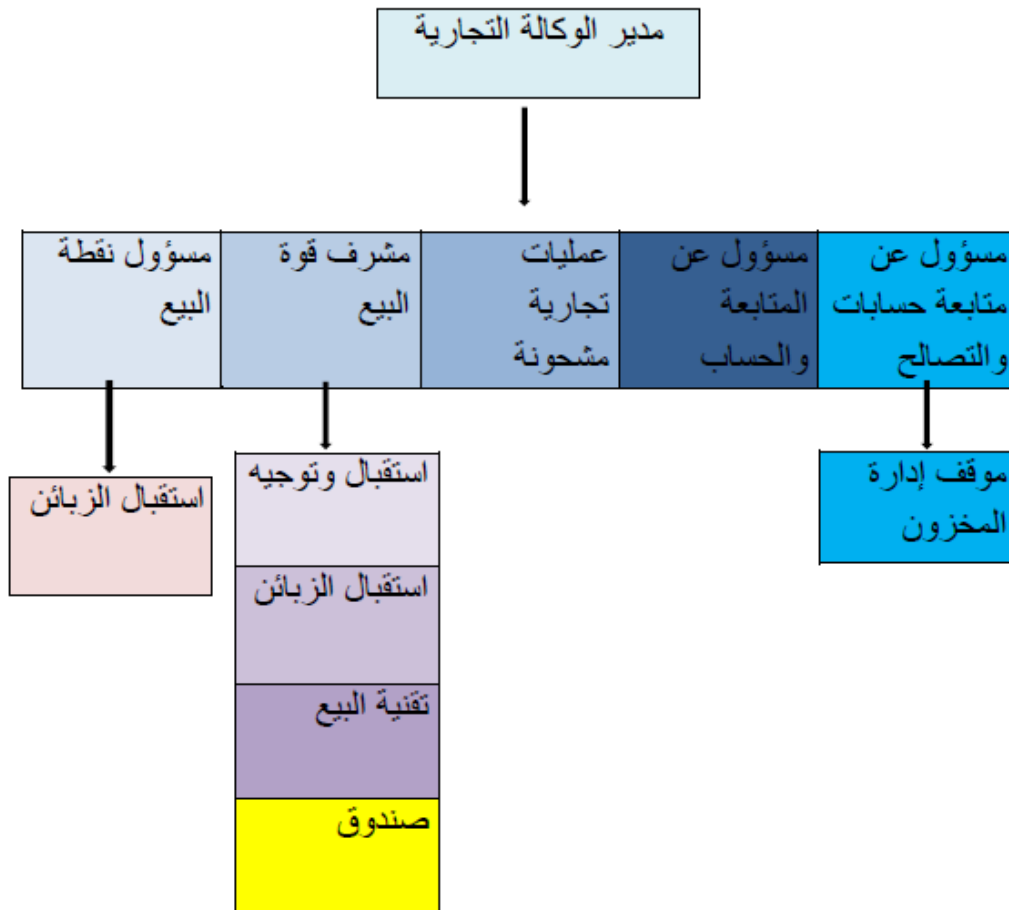 مدير الوكالة التجارية
مسؤول عن
متابعة حسابات
والتصالح
مسؤول عن
المتابعة
والحساب
عمليات
تجارية
مشحونة
مشرف قوة
البيع
مسؤول نقطة
البيع
موقف إدارة
المخزون
استقبال وتوجيه
استقبال الزبائن
تقنية البيع
صندوق
استقبال الزبائن